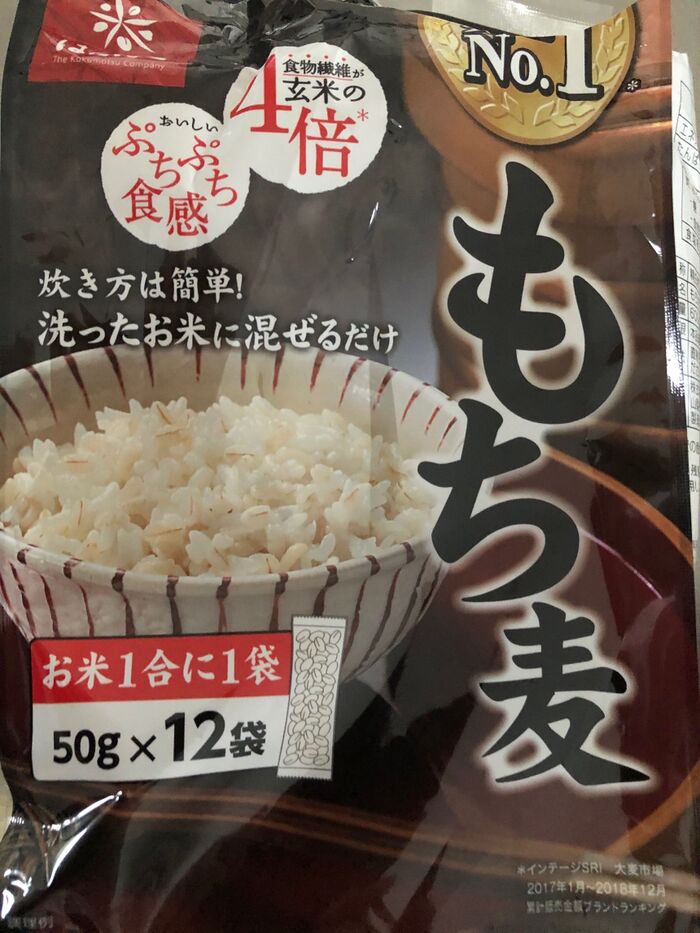 The Kokumotsu Company
食物繊維が
玄米の
4倍*
おいしい
ぷちぷち
食感
No.1
*
もち麦
炊き方は簡単!
洗ったお米に混ぜるだけ
お米1合に1袋
50g×12袋
*インテージSRI 大麦市場
2017年1月~2018年12月
累計販売金額ブランドランキング
調理例